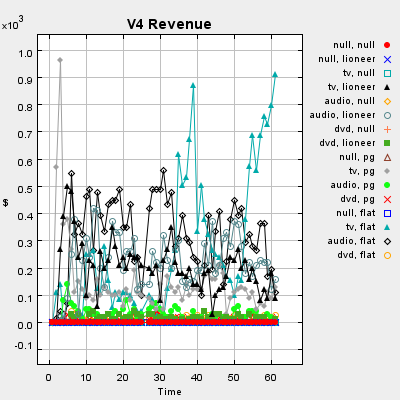 V4 Revenue
x10³
$
1.0
0.9
0.8
0.7
0.6
0.5
0.4
0.3
0.2
0.1
0.0
-0.1
0 10 20 30 40 50 60
Time
null, null
null, lioneer
tv, null
tv, lioneer
audio, null
audio, lioneer
dvd, null
dvd, lioneer
null, pg
tv, pg
audio, pg
dvd, pg
null, flat
tv, flat
audio, flat
dvd, flat